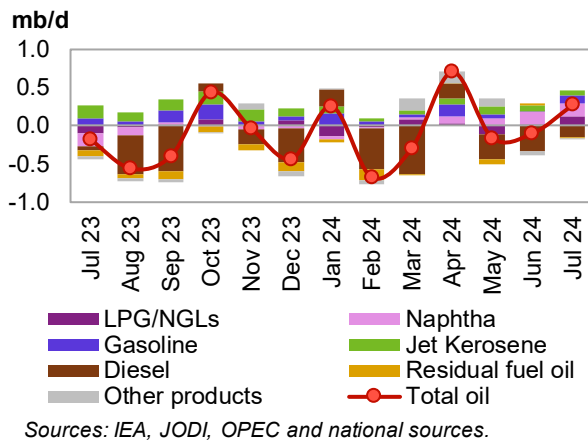 mb/d
1.0
0.5
0.0
-0.5
-1.0
Jul 23
Aug 23
Sep 23
Oct 23
Nov 23
Dec 23
Jan 24
Feb 24
Mar 24
Apr 24
May 24
Jun 24
Jul 24
LPG/NGLs Naphtha
Gasoline Jet Kerosene
Diesel Residual fuel oil
Other products Total oil
Sources: IEA, JODI, OPEC and national sources.